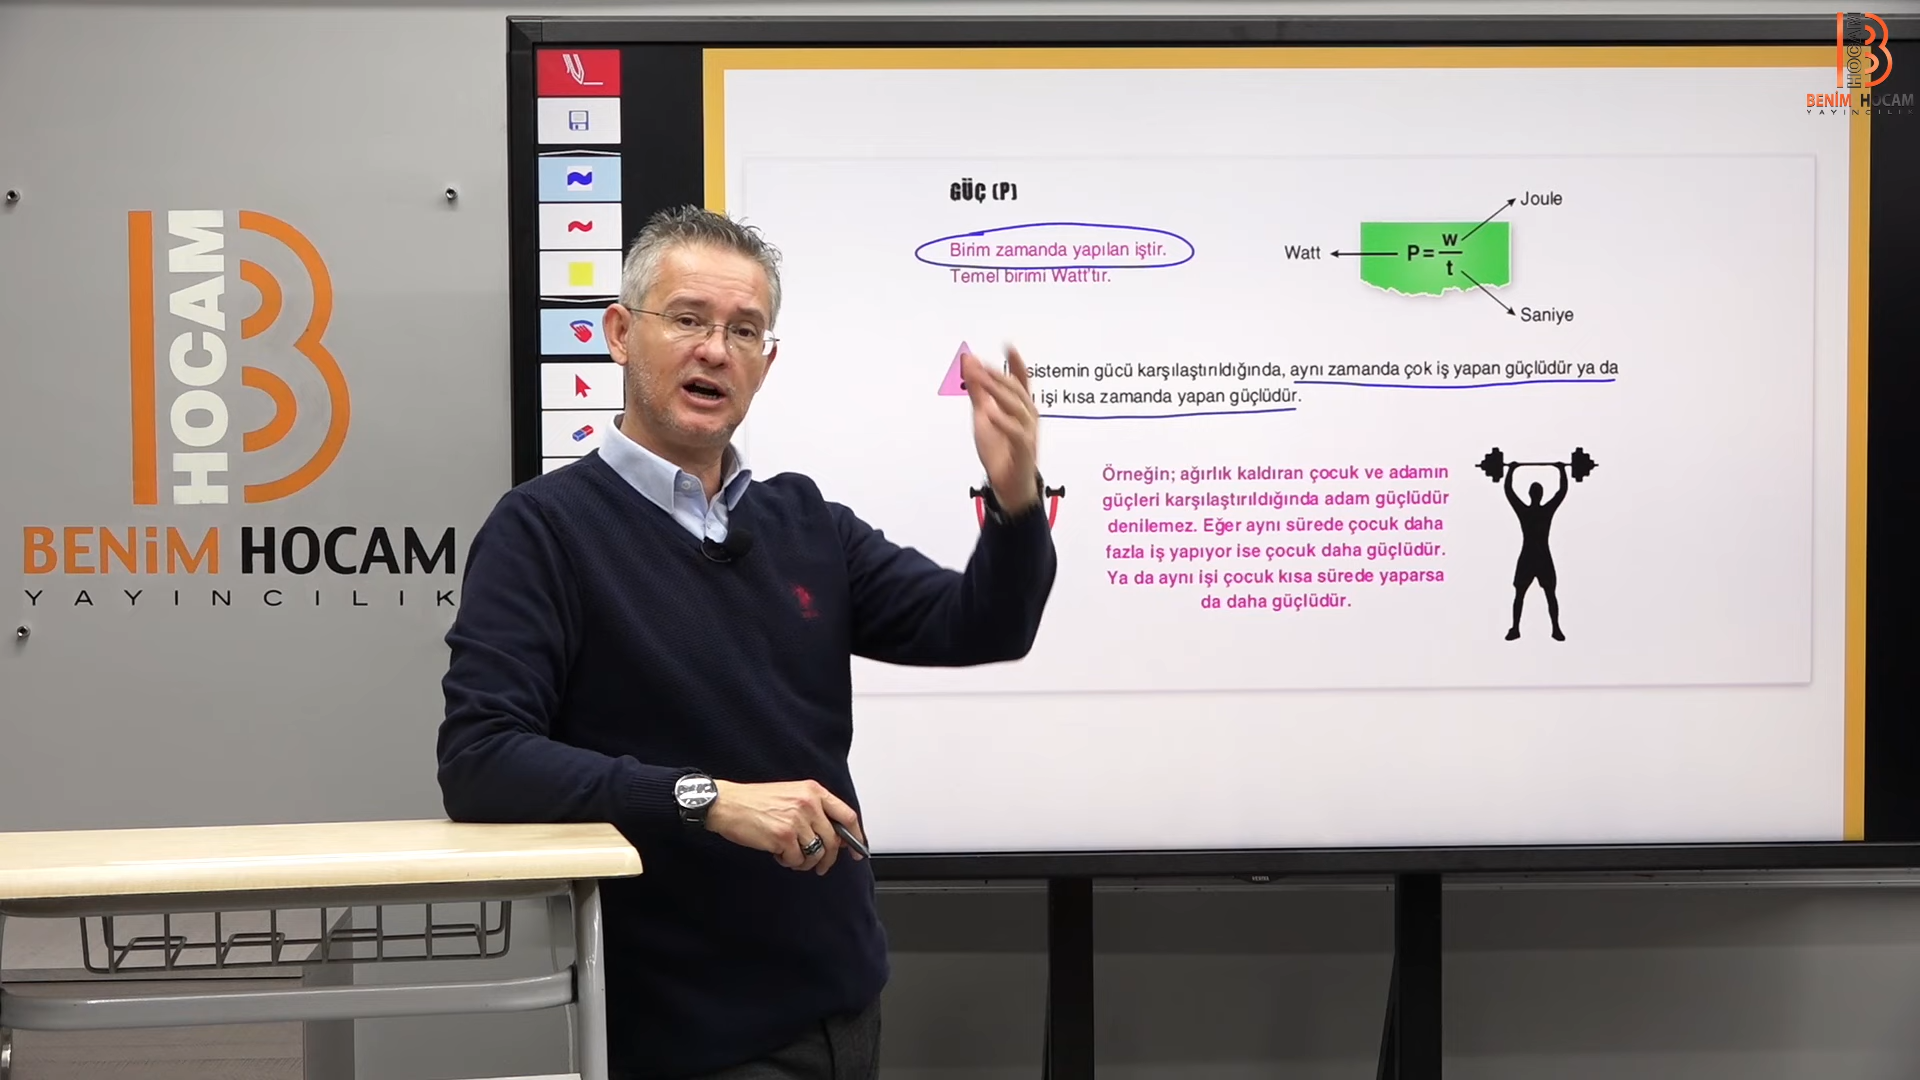 HOCAM
BENİM HOCAM
YAYINCILIK
HOCAM
BENİM HOCAM
YAYINCILIK
GÜÇ (P)
Birim zamanda yapılan iştir.
Temel birimi Watt'tır.
Watt
P= w
t
Joule
Saniye
sistemin gücü karşılaştırıldığında, aynı zamanda çok iş yapan güçlüdür ya da
işi kısa zamanda yapan güçlüdür.
Örneğin; ağırlık kaldıran çocuk ve adamın
güçleri karşılaştırıldığında adam güçlüdür
denilemez. Eğer aynı sürede çocuk daha
fazla iş yapıyor ise çocuk daha güçlüdür.
Ya da aynı işi çocuk kısa sürede yaparsa
da daha güçlüdür.